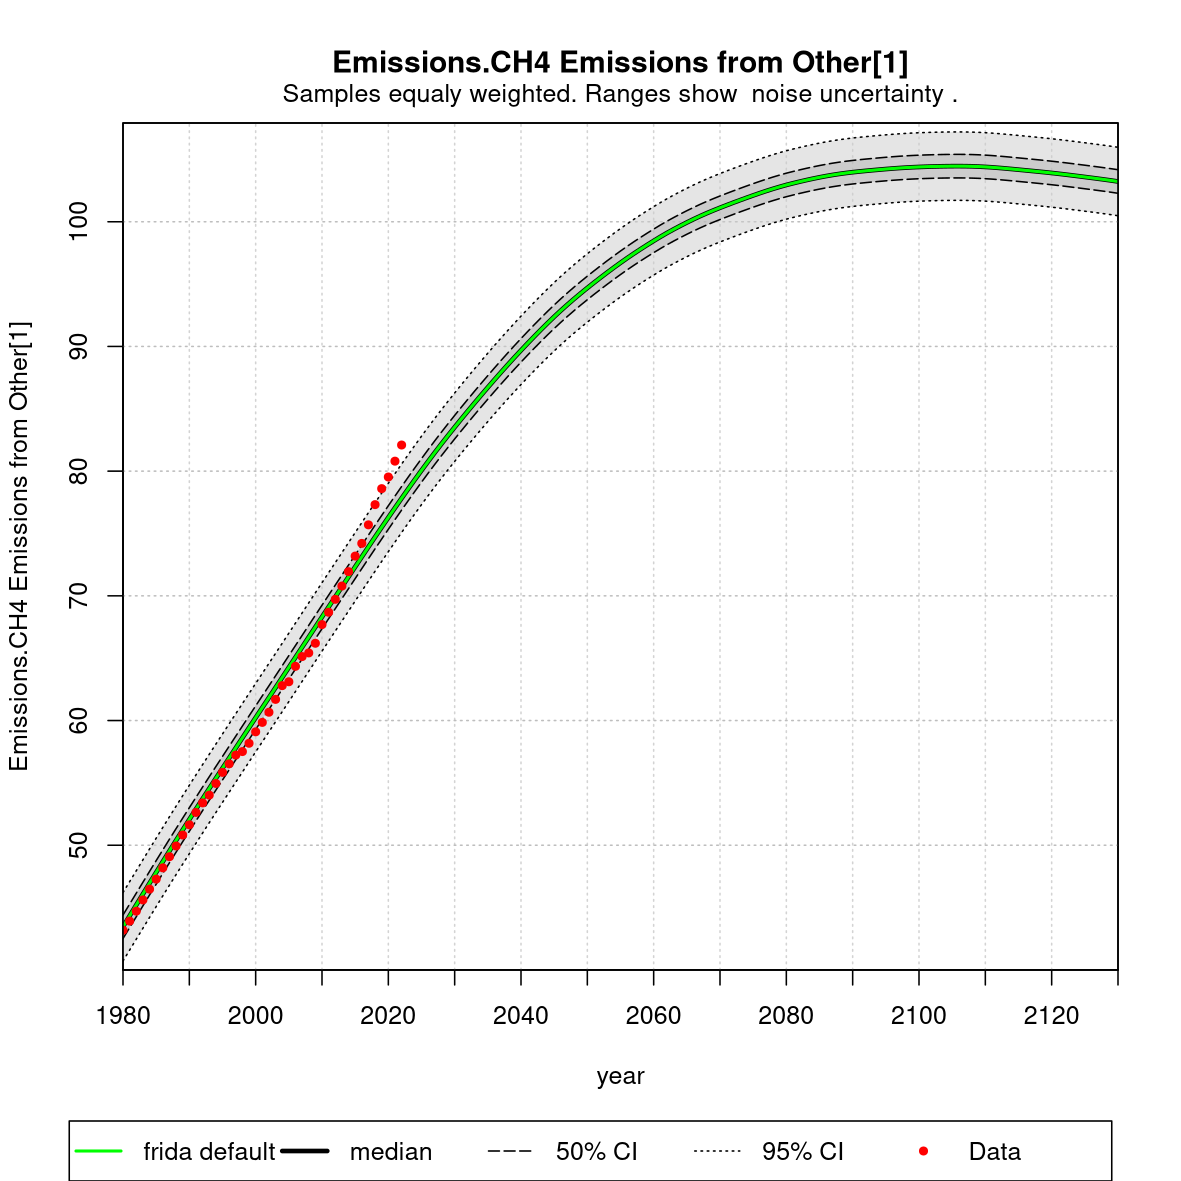 Emissions.CH4 Emissions from Other[1]
Samples equaly weighted. Ranges show  noise uncertainty .
Emissions.CH4 Emissions from Other[1]
100
90
80
70
60
50
1980 2000 2020 2040 2060 2080 2100 2120
year
frida default median 50% CI 95% CI Data